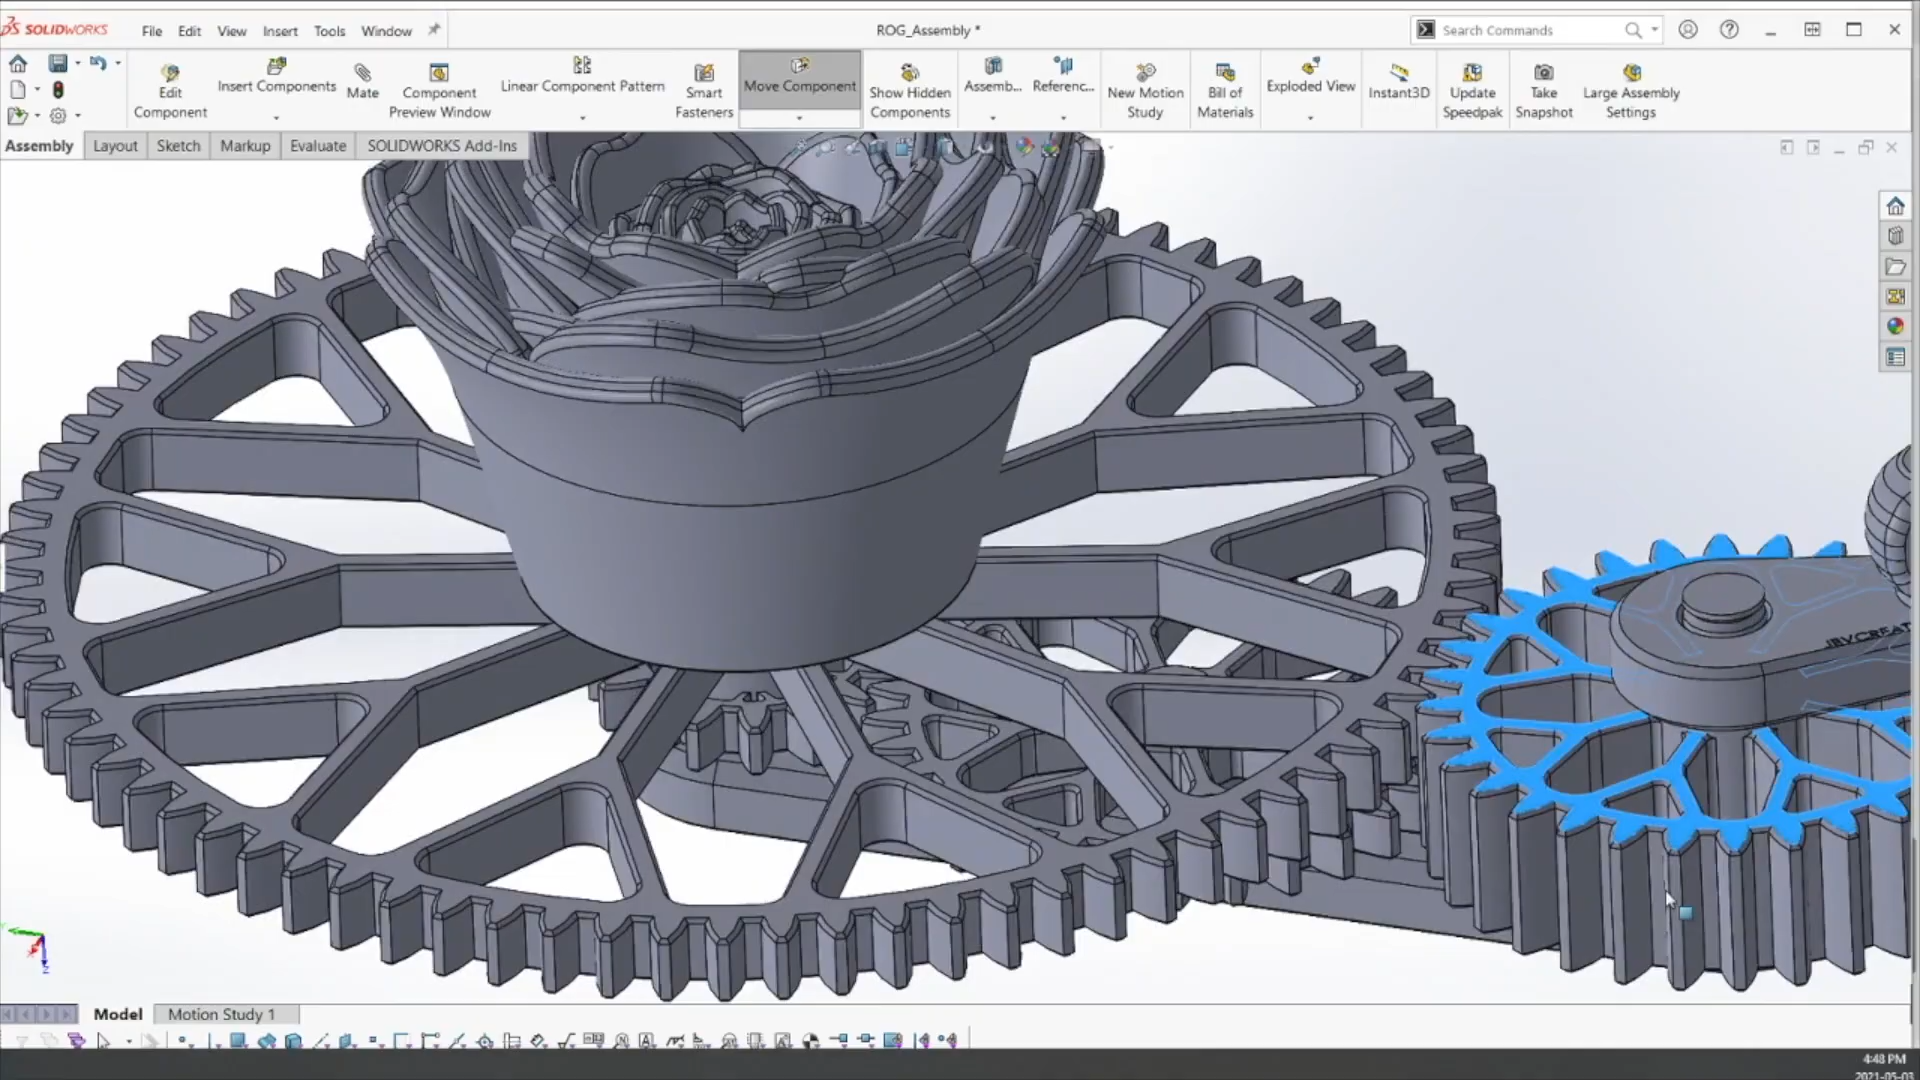 SOLIDWORKS File Edit View Insert Tools Window ROG_Assembly * Search Commands
Edit Component
Insert Components
Mate
Component Preview Window
Linear Component Pattern
Smart Fasteners
Move Component
Show Hidden Components
Assemb...
Referenc...
New Motion Study
Bill of Materials
Exploded View
Instant3D
Update Speedpak
Take Snapshot
Large Assembly Settings
Assembly Layout Sketch Markup Evaluate SOLIDWORKS Add-Ins
Model Motion Study 1
4:48 PM
2021-05-03